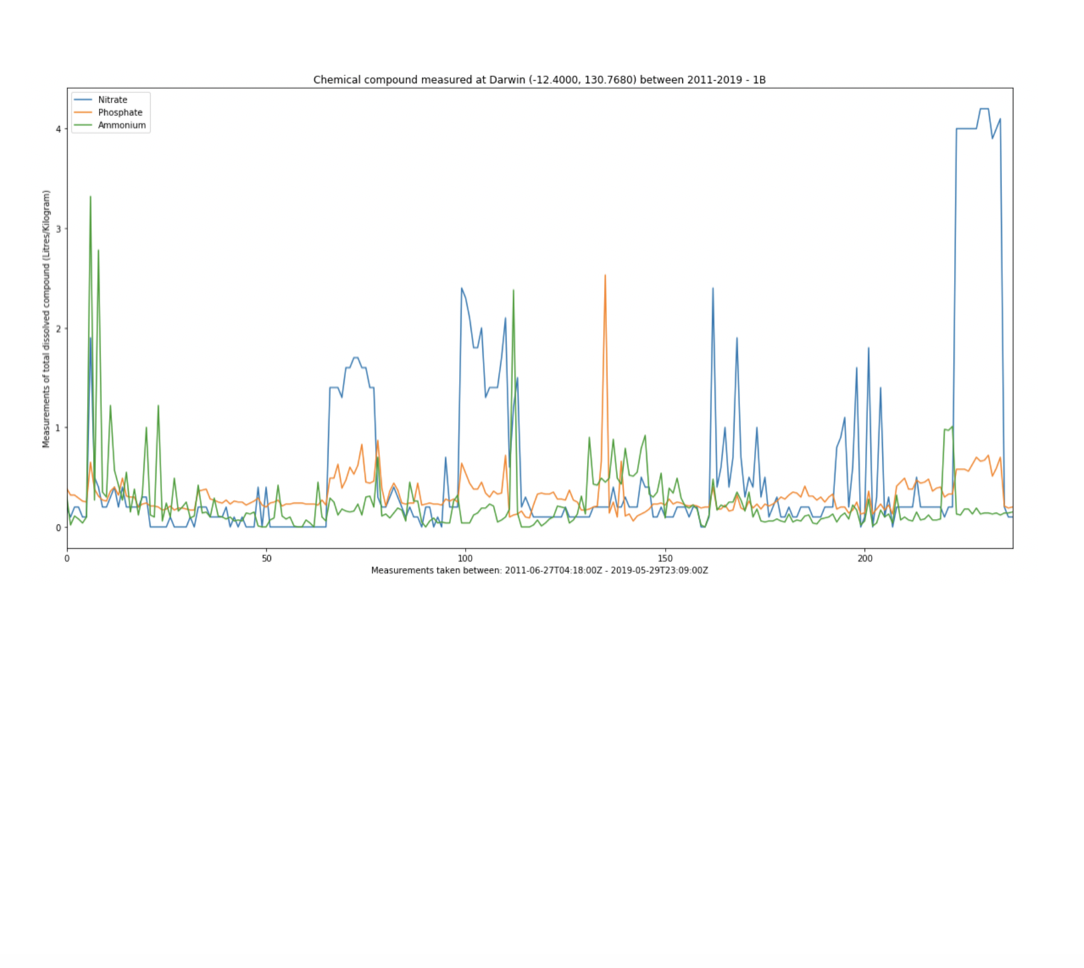 Chemical compound measured at Darwin (-12.4000, 130.7680) between 2011-2019 - 1B
Nitrate
Phosphate
Ammonium
Measurements of total dissolved compound (Litres/Kilogram)
4
3
2
1
0
0 50 100 150 200
Measurements taken between: 2011-06-27T04:18:00Z - 2019-05-29T23:09:00Z